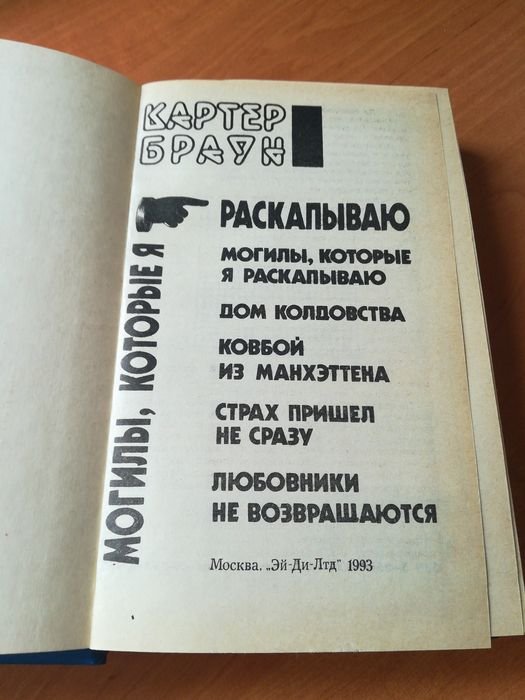 КАРТЕР
БРАУН
МОГИЛЫ, КОТОРЫЕ Я
РАСКАПЫВАЮ
МОГИЛЫ, КОТОРЫЕ
Я РАСКАПЫВАЮ
ДОМ КОЛДОВСТВА
КОВБОЙ
ИЗ МАНХЭТТЕНА
СТРАХ ПРИШЕЛ
НЕ СРАЗУ
ЛЮБОВНИКИ
НЕ ВОЗВРАЩАЮТСЯ
Москва. „Эй-Ди-Лтд" 1993